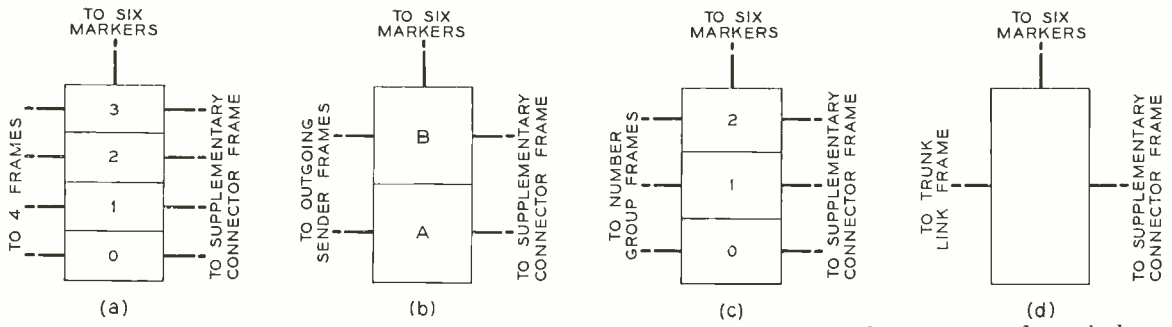 TO SIX
MARKERS
TO 4 FRAMES
3
2
1
0
TO SUPPLEMENTARY
CONNECTOR FRAME
(a)
TO SIX
MARKERS
TO OUTGOING
SENDER FRAMES
B
A
TO SUPPLEMENTARY
CONNECTOR FRAME
(b)
TO SIX
MARKERS
TO NUMBER
GROUP FRAMES
2
1
0
TO SUPPLEMENTARY
CONNECTOR FRAME
(c)
TO SIX
MARKERS
TO TRUNK
LINK FRAME
TO SUPPLEMENTARY
CONNECTOR FRAME
(d)